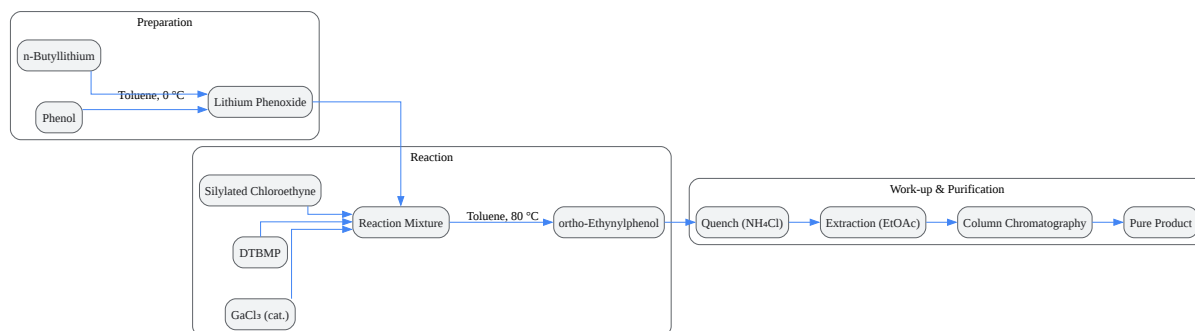 Preparation
n-Butyllithium
Toluene, 0 °C
Lithium Phenoxide
Phenol
Reaction
Silylated Chloroethyne
Reaction Mixture
DTBMP
GaCl₃ (cat.)
Toluene, 80 °C
ortho-Ethynylphenol
Work-up & Purification
Quench (NH₄Cl)
Extraction (EtOAc)
Column Chromatography
Pure Product